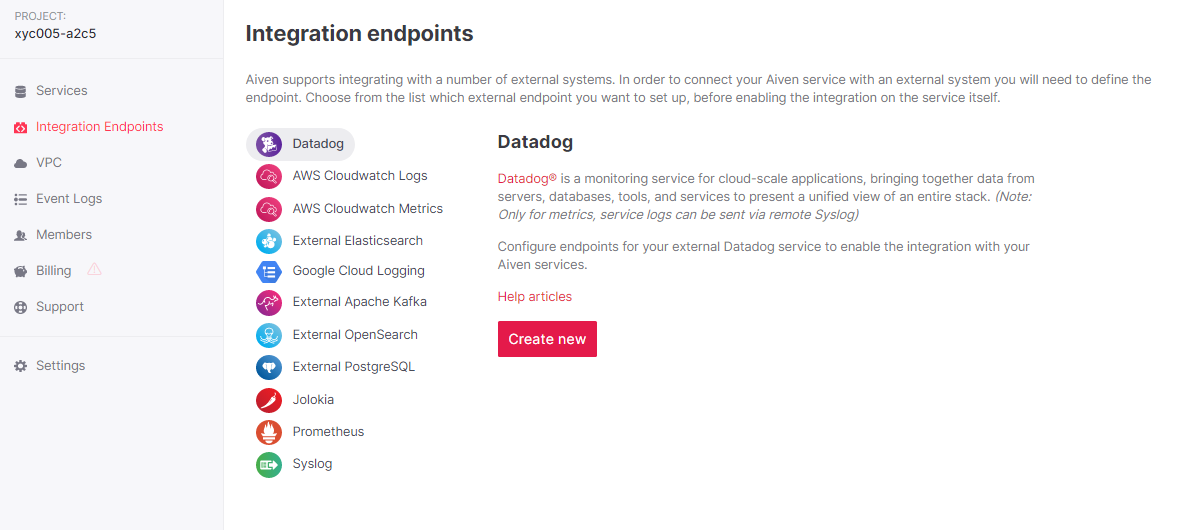 PROJECT:
xyc005-a2c5
Services
Integration Endpoints
VPC
Event Logs
Members
Billing
Support
Settings
Integration endpoints
Aiven supports integrating with a number of external systems. In order to connect your Aiven service with an external system you will need to define the
endpoint. Choose from the list which external endpoint you want to set up, before enabling the integration on the service itself.
Datadog
AWS Cloudwatch Logs
AWS Cloudwatch Metrics
External Elasticsearch
Google Cloud Logging
External Apache Kafka
External OpenSearch
External PostgreSQL
Jolokia
Prometheus
Syslog
Datadog
Datadog® is a monitoring service for cloud-scale applications, bringing together data from
servers, databases, tools, and services to present a unified view of an entire stack. (Note:
Only for metrics, service logs can be sent via remote Syslog)
Configure endpoints for your external Datadog service to enable the integration with your
Aiven services.
Help articles
Create new